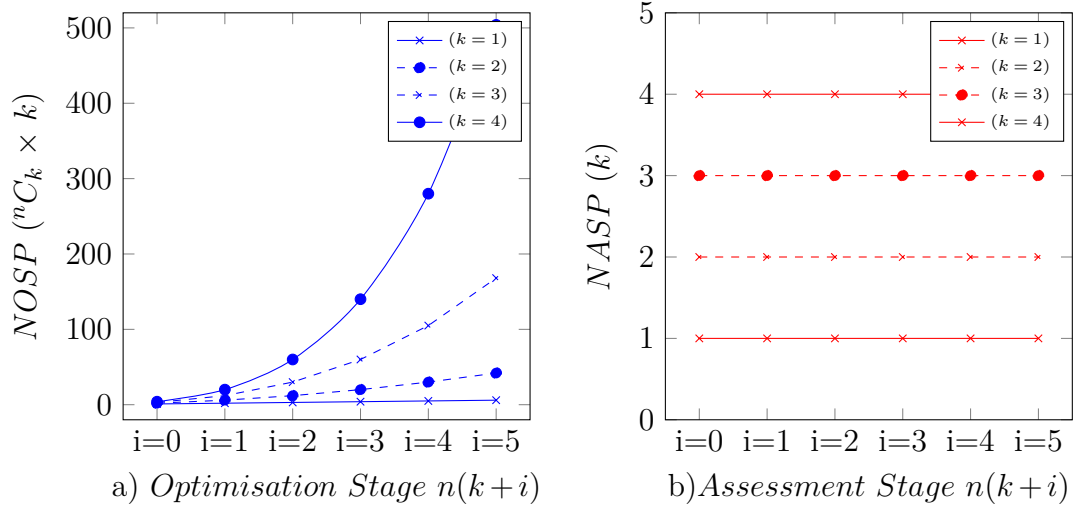 NOSP (ⁿCₖ × k)
500
400
300
200
100
0
(k = 1)
(k = 2)
(k = 3)
(k = 4)
i=0 i=1 i=2 i=3 i=4 i=5
a) Optimisation Stage n(k+i)
NASP (k)
5
4
3
2
1
0
(k = 1)
(k = 2)
(k = 3)
(k = 4)
i=0 i=1 i=2 i=3 i=4 i=5
b)Assessment Stage n(k+i)